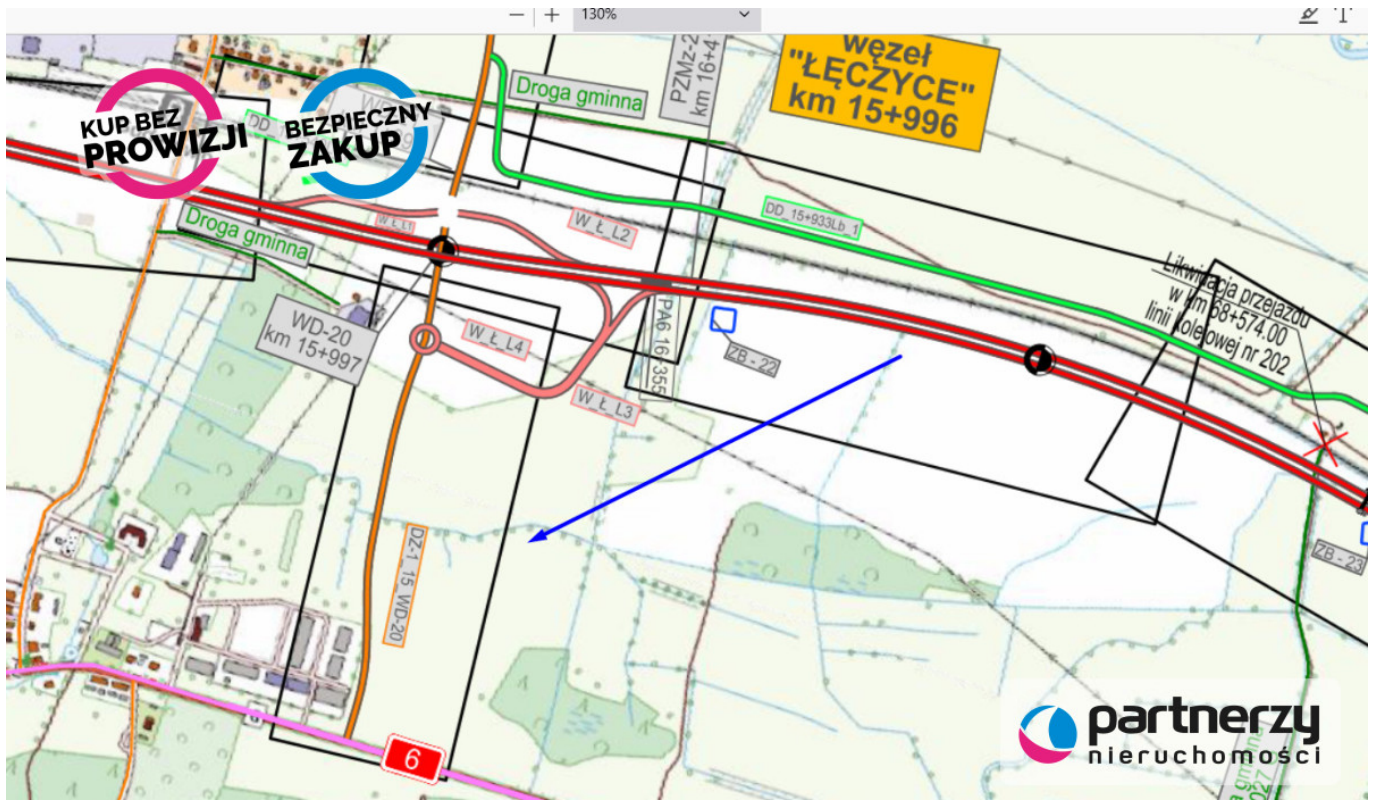 130%
węzeł
"ŁĘCZYCE"
km 15+996
PZMz-2
km 16+4
Droga gminna
KUP BEZ
PROWIZJI
BEZPIECZNY
ZAKUP
DD
W_Ł_L1
W_Ł_L2
DD_15+933Lb_1
Droga gminna
Likwidacja przejazdu
w km 68+574.00
linii kolejowej nr 202
WD-20
km 15+997
W_Ł_L4
PA6 16+355
ZB - 22
W_Ł_L3
DZ-1_15_WD-20
ZB - 23
6
partnerzy
nieruchomości